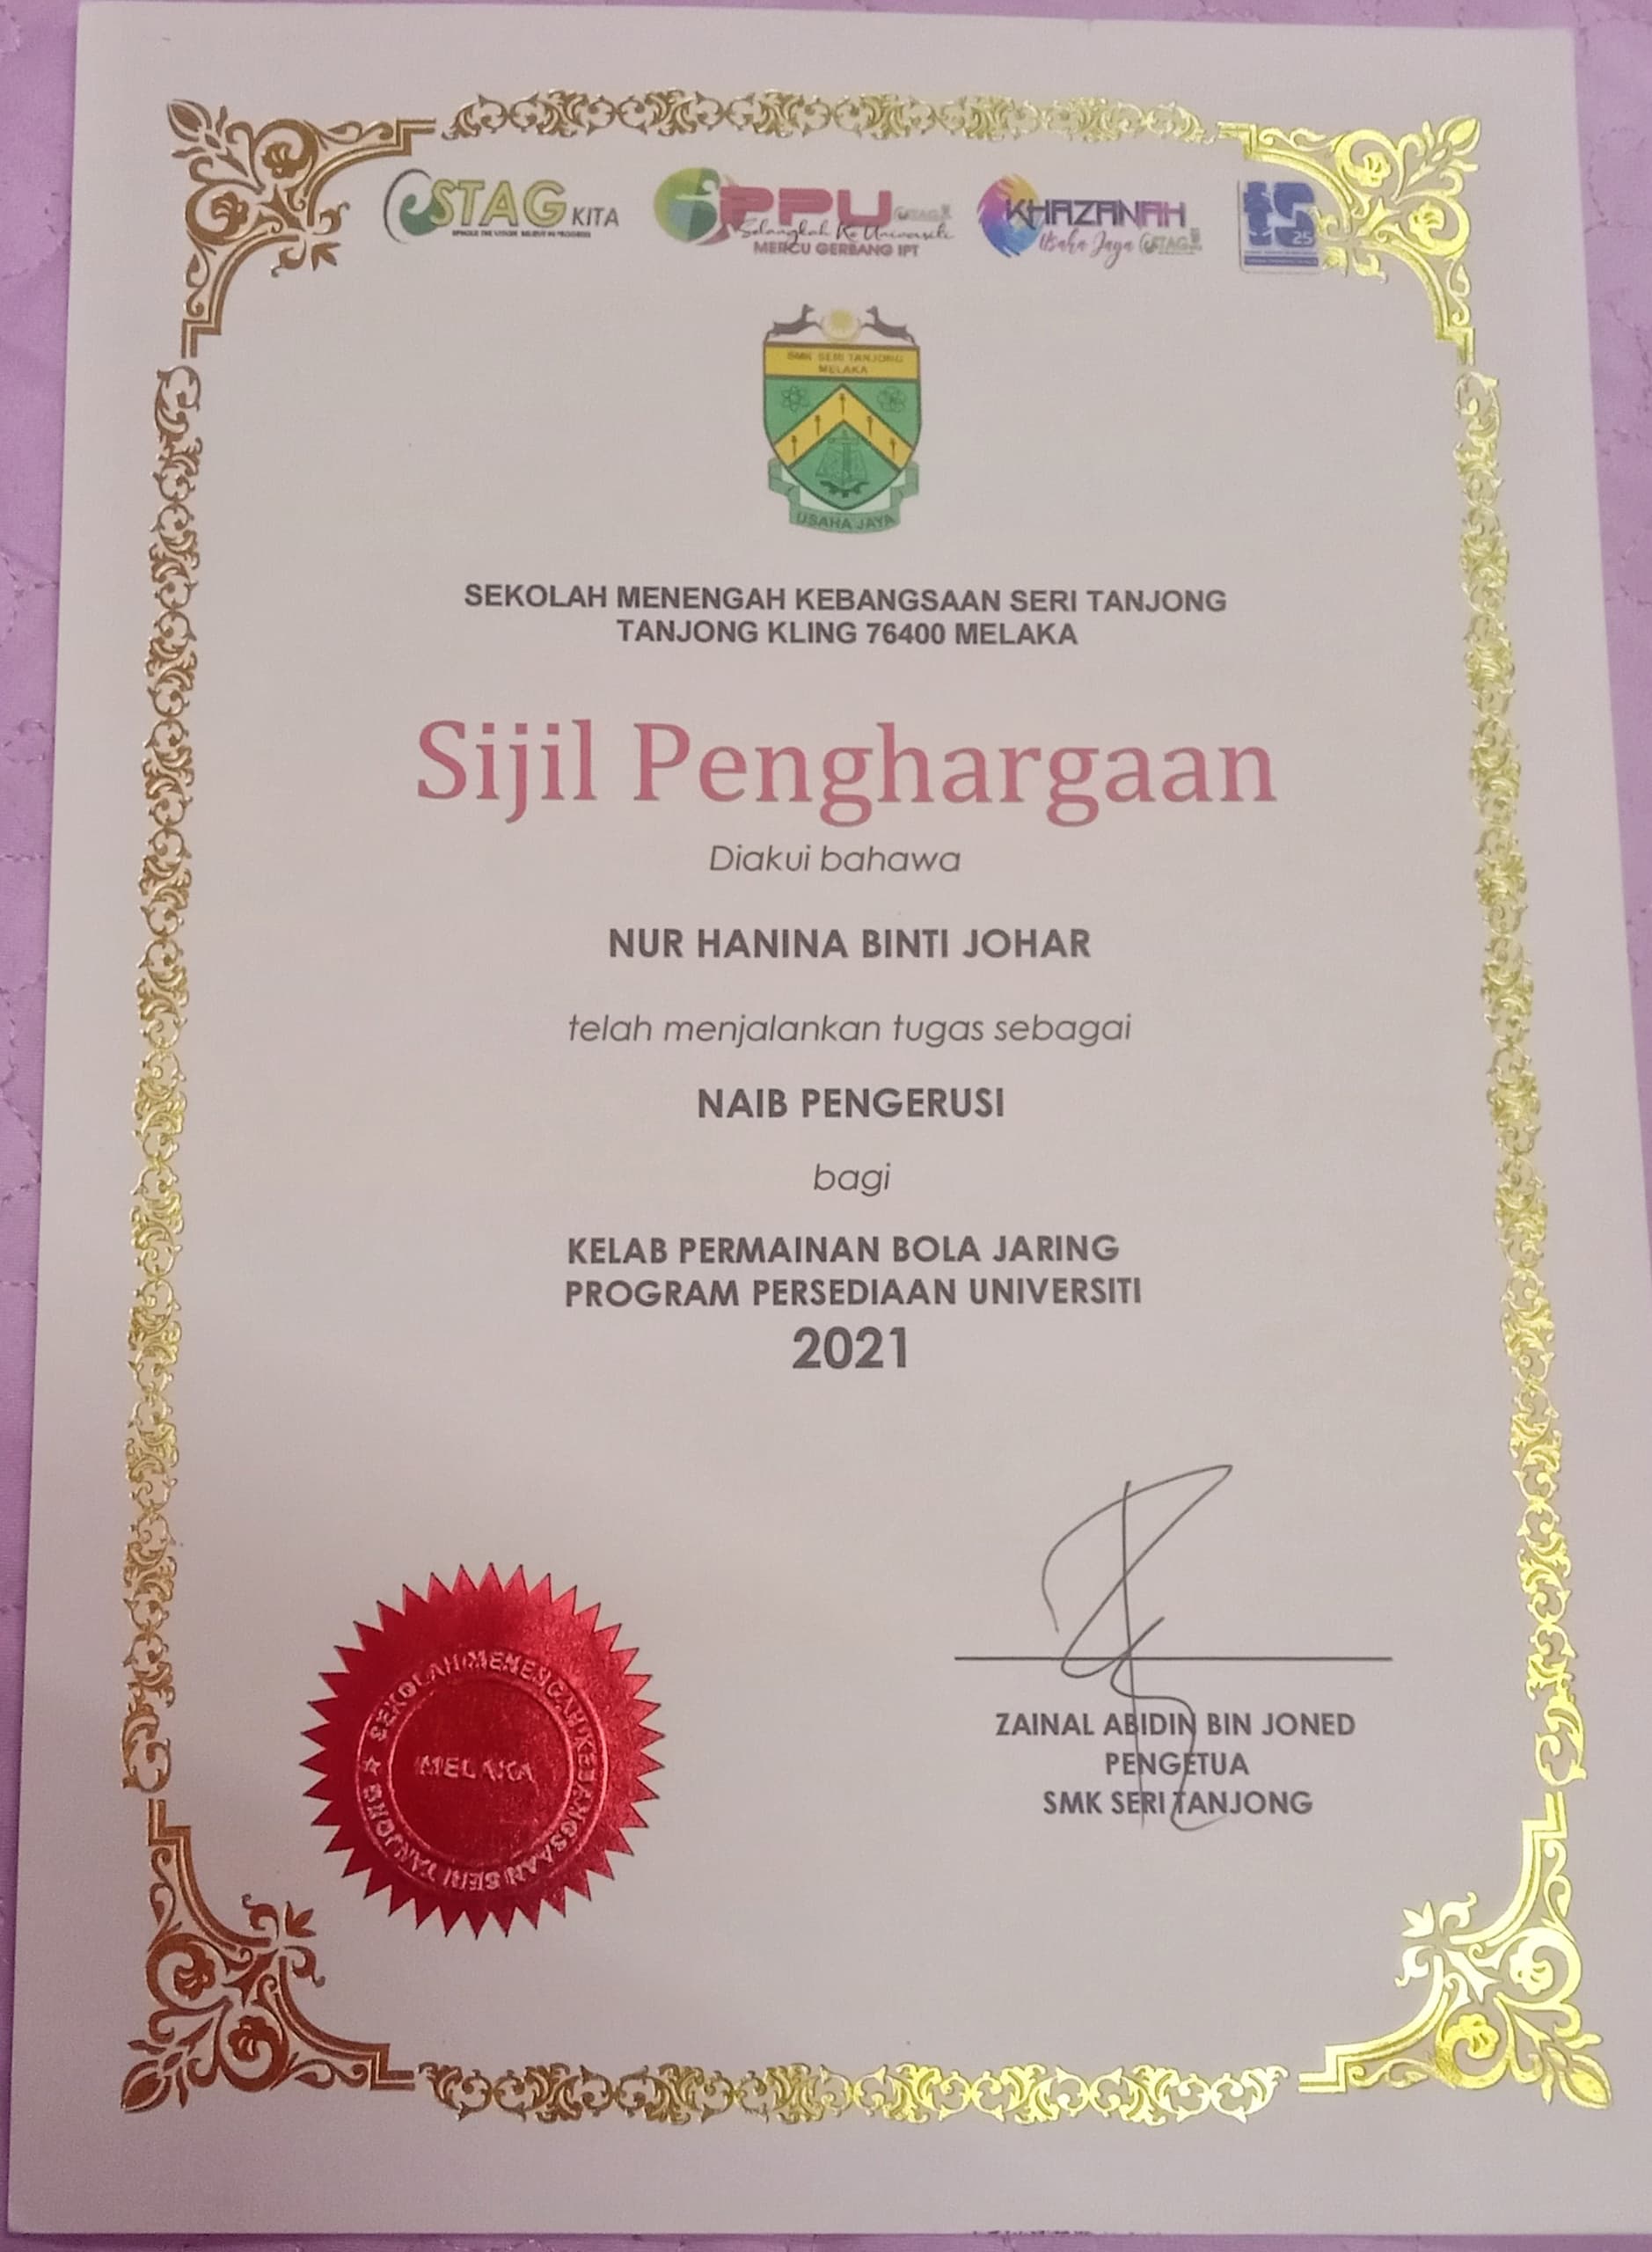 STAG KITA
PPU
Selangkah Ke Universiti
MERCU GERBANG IPT
KHAZANAH
Usaha Jaya STAG
25
SMK SERI TANJONG
MELAKA
USAHA JAYA
SEKOLAH MENENGAH KEBANGSAAN SERI TANJONG
TANJONG KLING 76400 MELAKA
Sijil Penghargaan
Diakui bahawa
NUR HANINA BINTI JOHAR
telah menjalankan tugas sebagai
NAIB PENGERUSI
bagi
KELAB PERMAINAN BOLA JARING
PROGRAM PERSEDIAAN UNIVERSITI
2021
SEKOLAH MENENGAH KEBANGSAAN SERI TANJONG
MELAKA
ZAINAL ABIDIN BIN JONED
PENGETUA
SMK SERI TANJONG